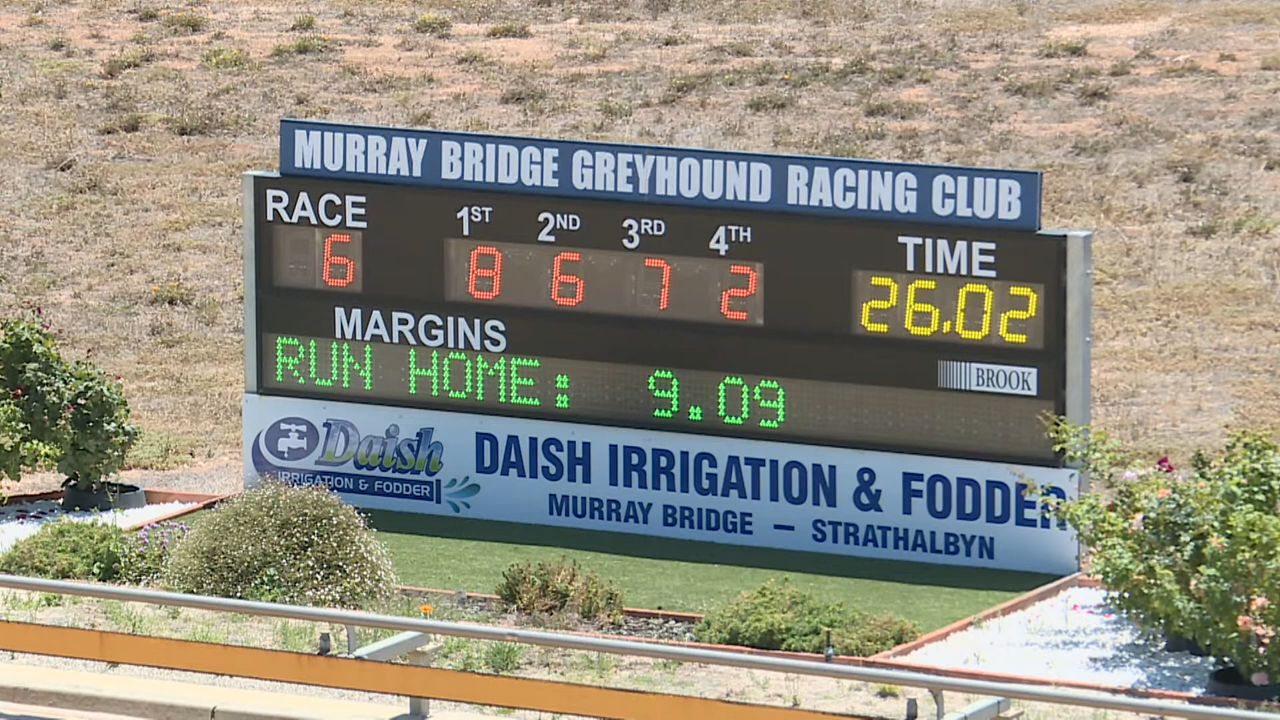 MURRAY BRIDGE GREYHOUND RACING CLUB
RACE 1ST 2ND 3RD 4TH TIME
6 8 6 7 2 26.02
MARGINS
RUN HOME: 9.09
BROOK
Daish
IRRIGATION & FODDER
DAISH IRRIGATION & FODDER
MURRAY BRIDGE – STRATHALBYN